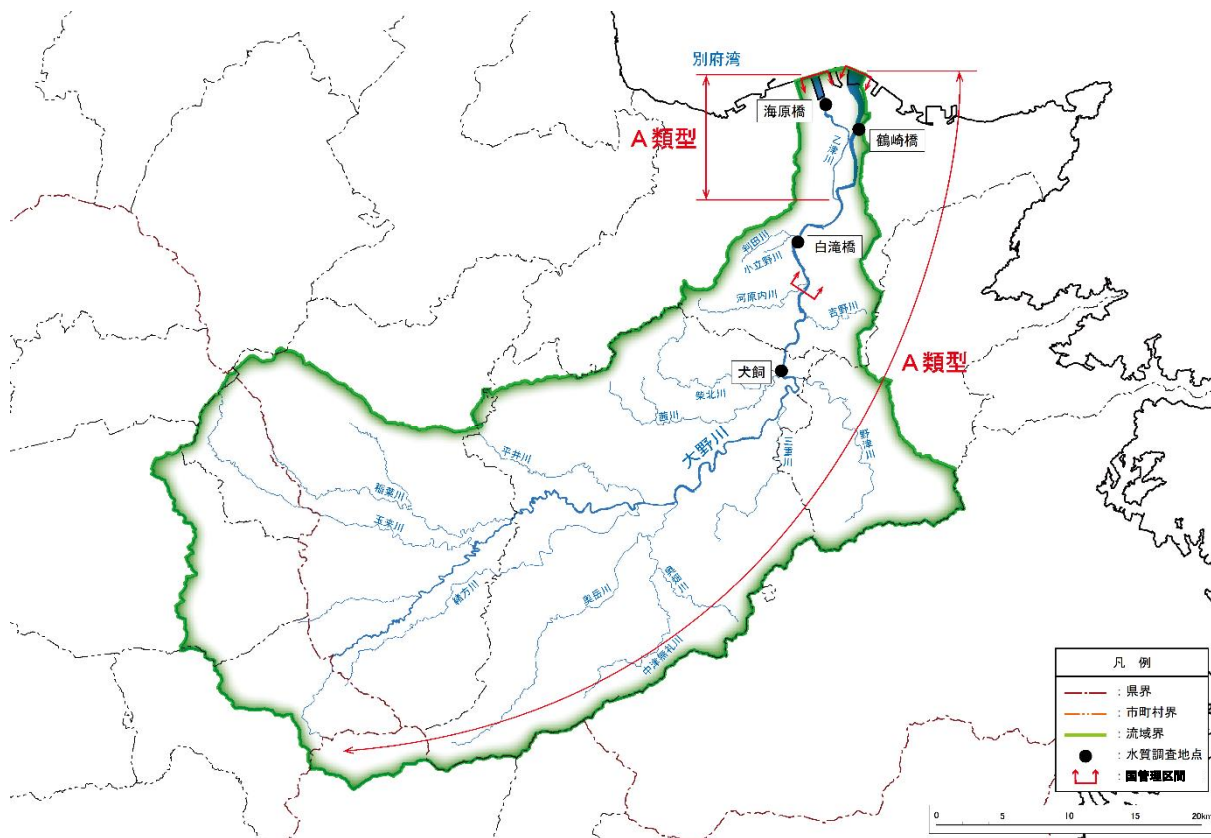 別府湾
海原橋
A類型
乙津川
鶴崎橋
判田川
白滝橋
小立野川
河原内川
吉野川
A類型
犬飼
柴北川
茜川
野津川
三重川
大野川
平井川
稲葉川
玉来川
緒方川
奥岳川
中津無礼川
凡 例
:県界
:市町村界
:流域界
:水質調査地点
:国管理区間
0 5 10 15 20km